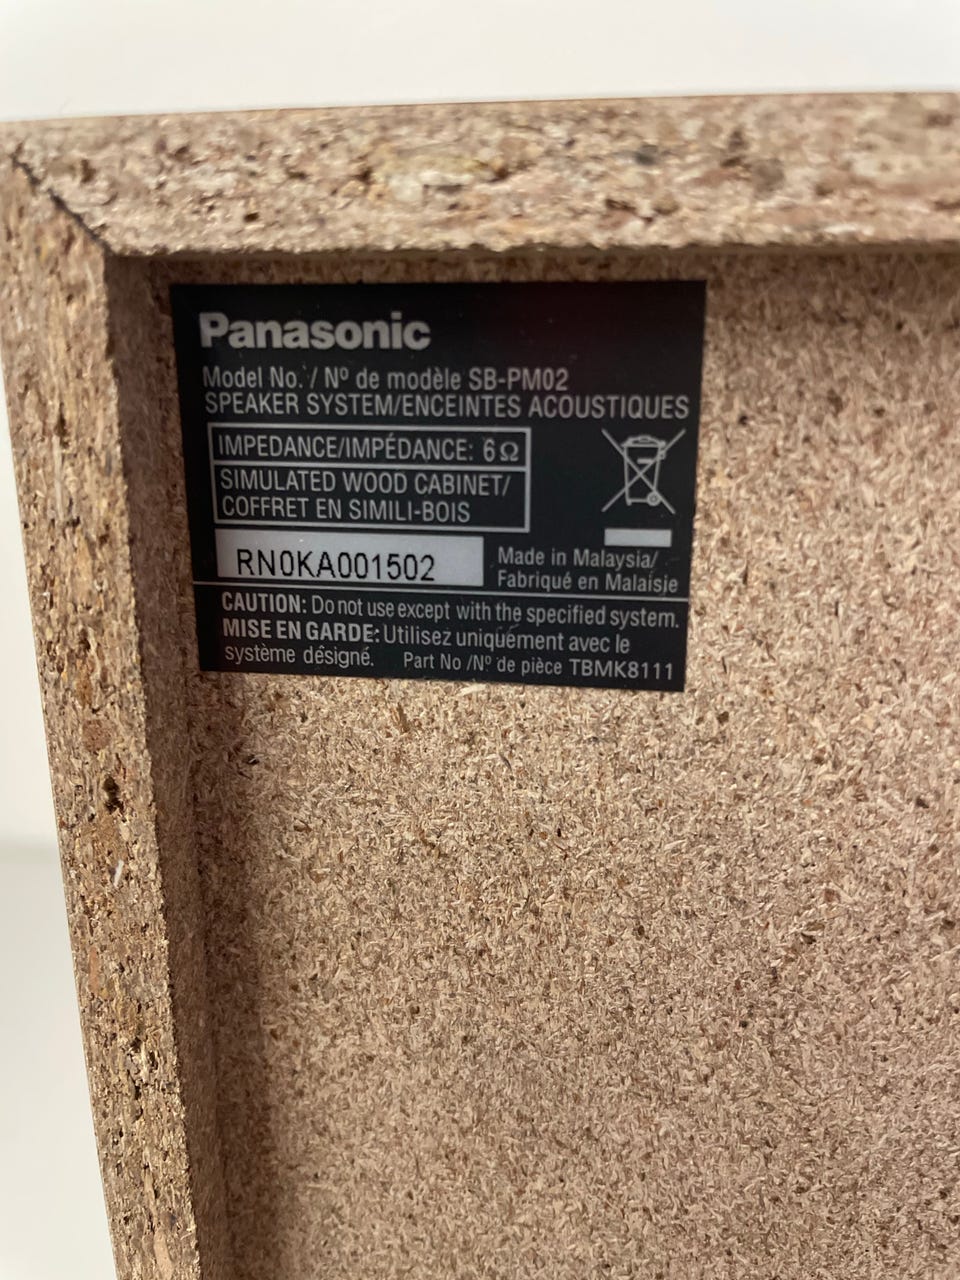 Panasonic
Model No. / Nº de modèle SB-PM02
SPEAKER SYSTEM/ENCEINTES ACOUSTIQUES
IMPEDANCE/IMPÉDANCE: 6Ω
SIMULATED WOOD CABINET/
COFFRET EN SIMILI-BOIS
RN0KA001502
Made in Malaysia/
Fabriqué en Malaisie
CAUTION: Do not use except with the specified system.
MISE EN GARDE: Utilisez uniquément avec le
système désigné. Part No /Nº de pièce TBMK8111